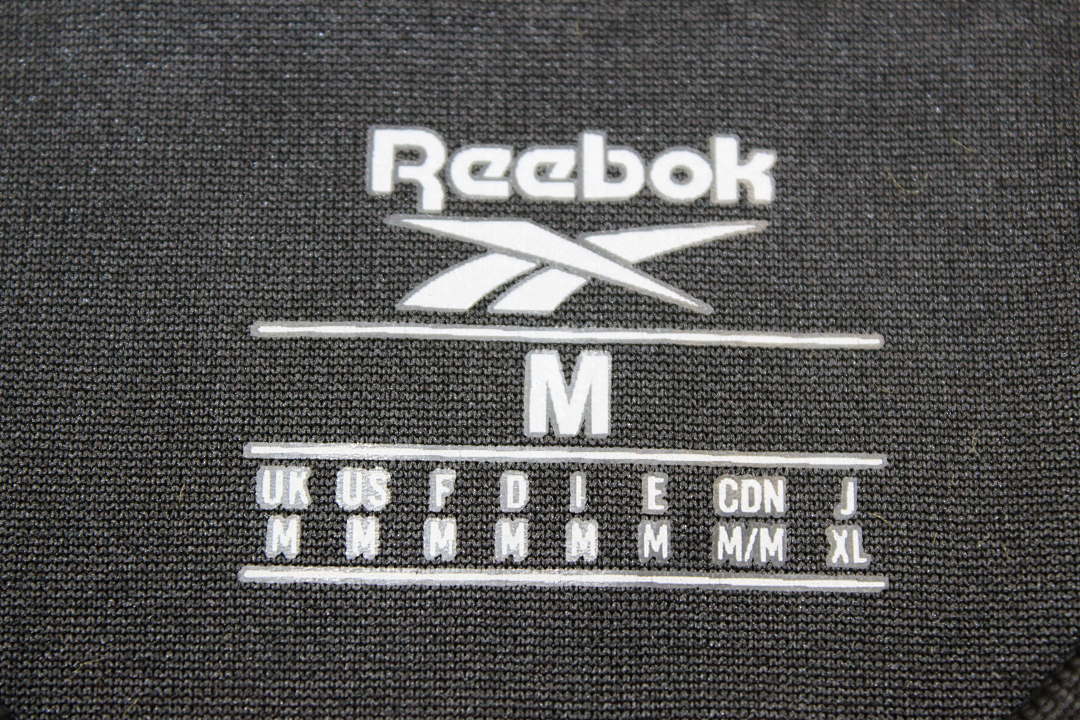 Reebok
M
UK US F D I E CDN J
M M M M M M M/M XL